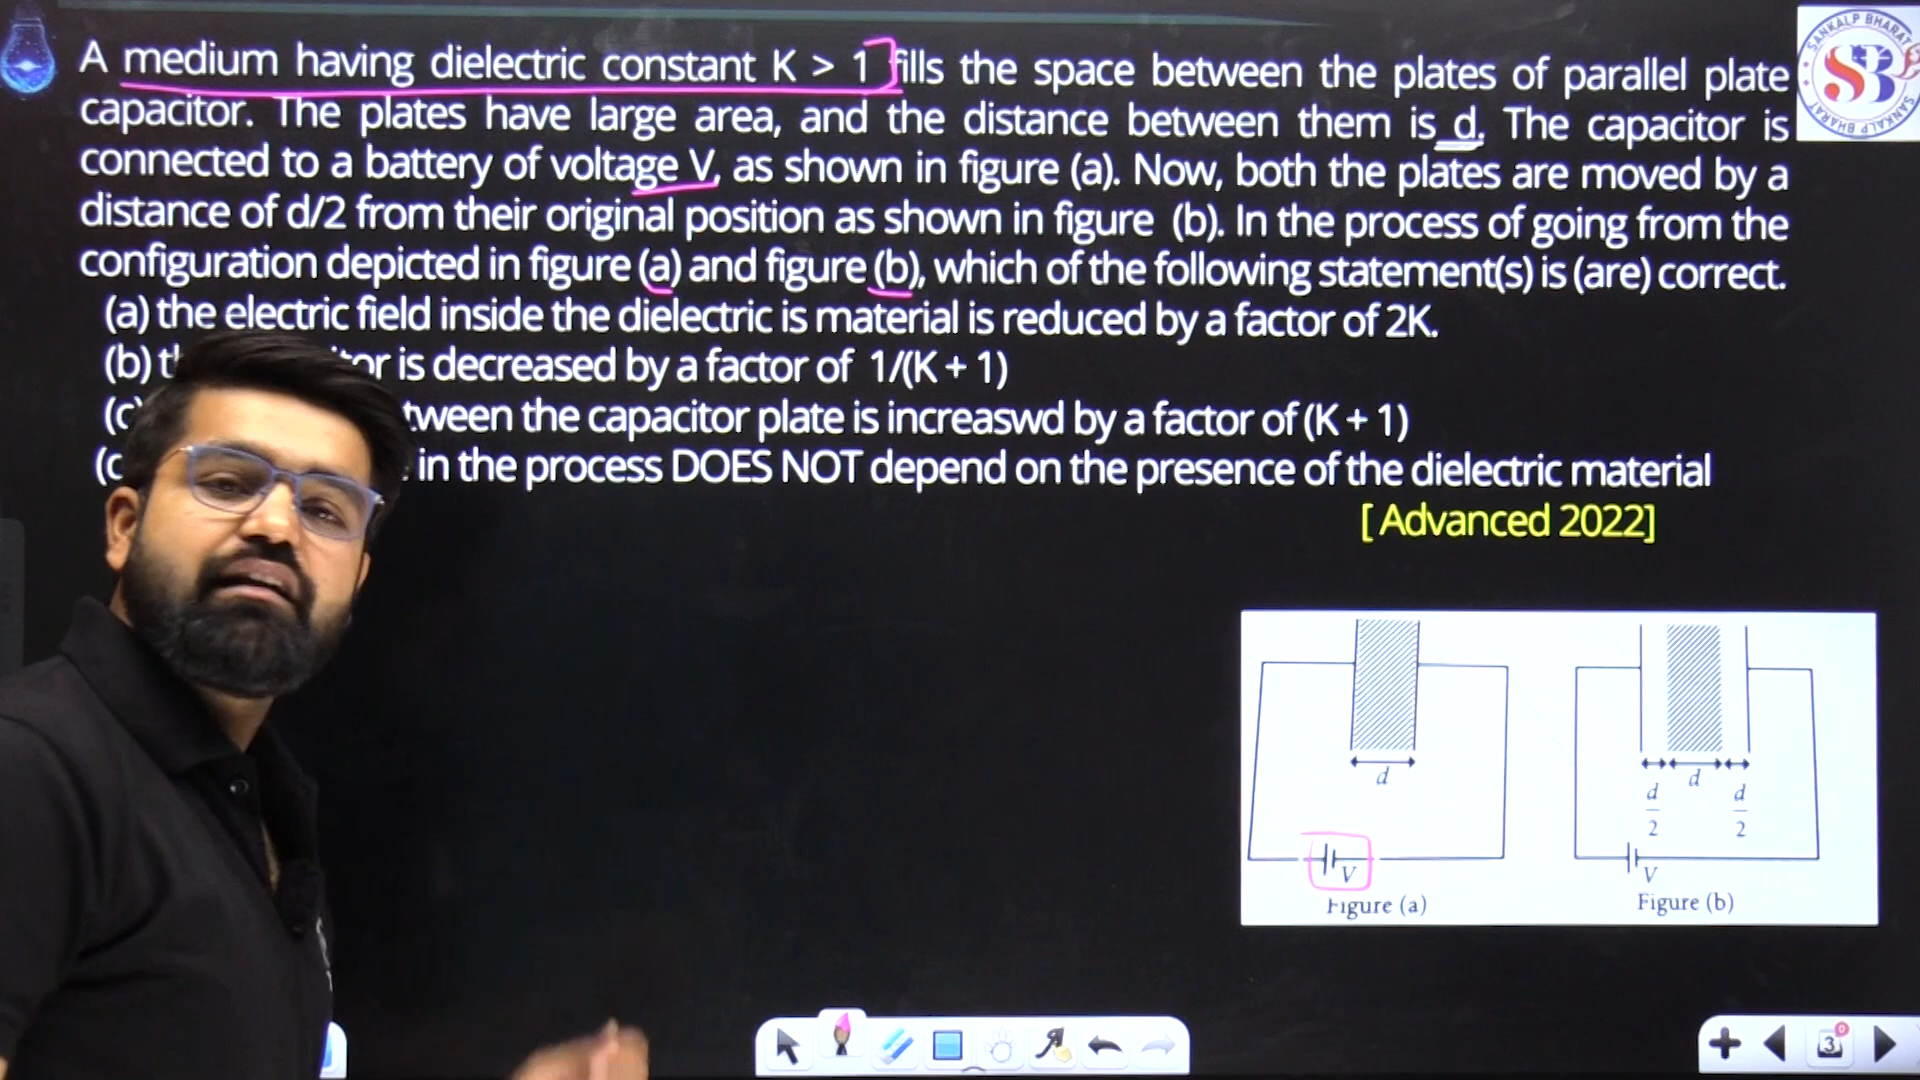 A medium having dielectric constant K > 1 fills the space between the plates of parallel plate
capacitor. The plates have large area, and the distance between them is d. The capacitor is
connected to a battery of voltage V, as shown in figure (a). Now, both the plates are moved by a
distance of d/2 from their original position as shown in figure (b). In the process of going from the
configuration depicted in figure (a) and figure (b), which of the following statement(s) is (are) correct.
(a) the electric field inside the dielectric is material is reduced by a factor of 2K.
(b) is decreased by a factor of 1/(K + 1)
(c) between the capacitor plate is increaswd by a factor of (K + 1)
in the process DOES NOT depend on the presence of the dielectric material
[ Advanced 2022]
SANKALP BHARAT
SB
SANKALP BHARAT
d
V
Figure (a)
d/2 d d/2
V
Figure (b)
3
0